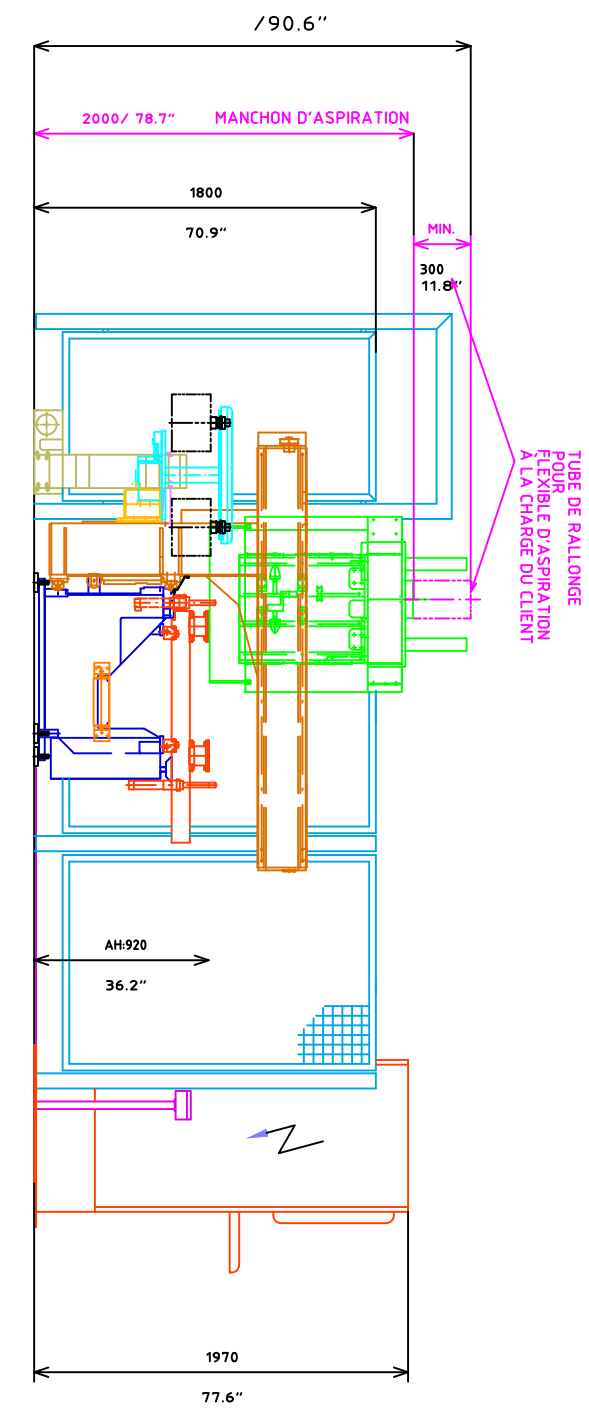 /90.6"
2000/ 78.7" MANCHON D'ASPIRATION
1800
70.9"
MIN.
300
11.8"
TUBE DE RALLONGE
POUR
FLEXIBLE D'ASPIRATION
À LA CHARGE DU CLIENT
AH:920
36.2"
1970
77.6"